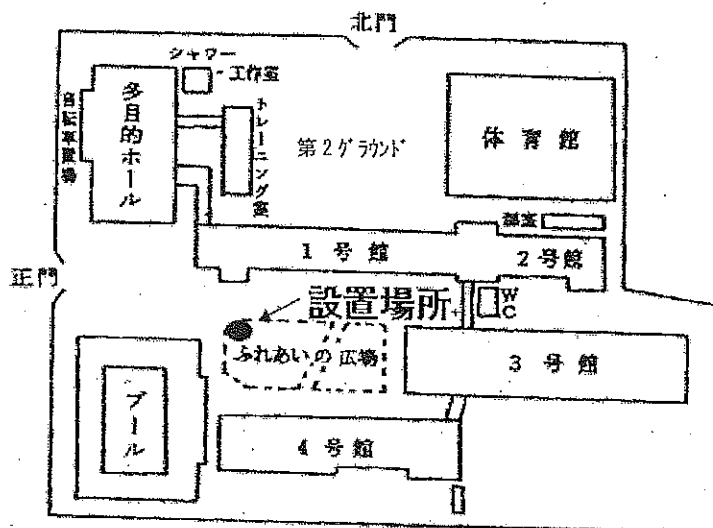 北門
シャワー
工作室
自転車置場
多目的ホール
トレーニング室
第2グラウンド
体育館
部室
1号館
2号館
正門
設置場所
WC
ふれあいの広場
3号館
プール
4号館